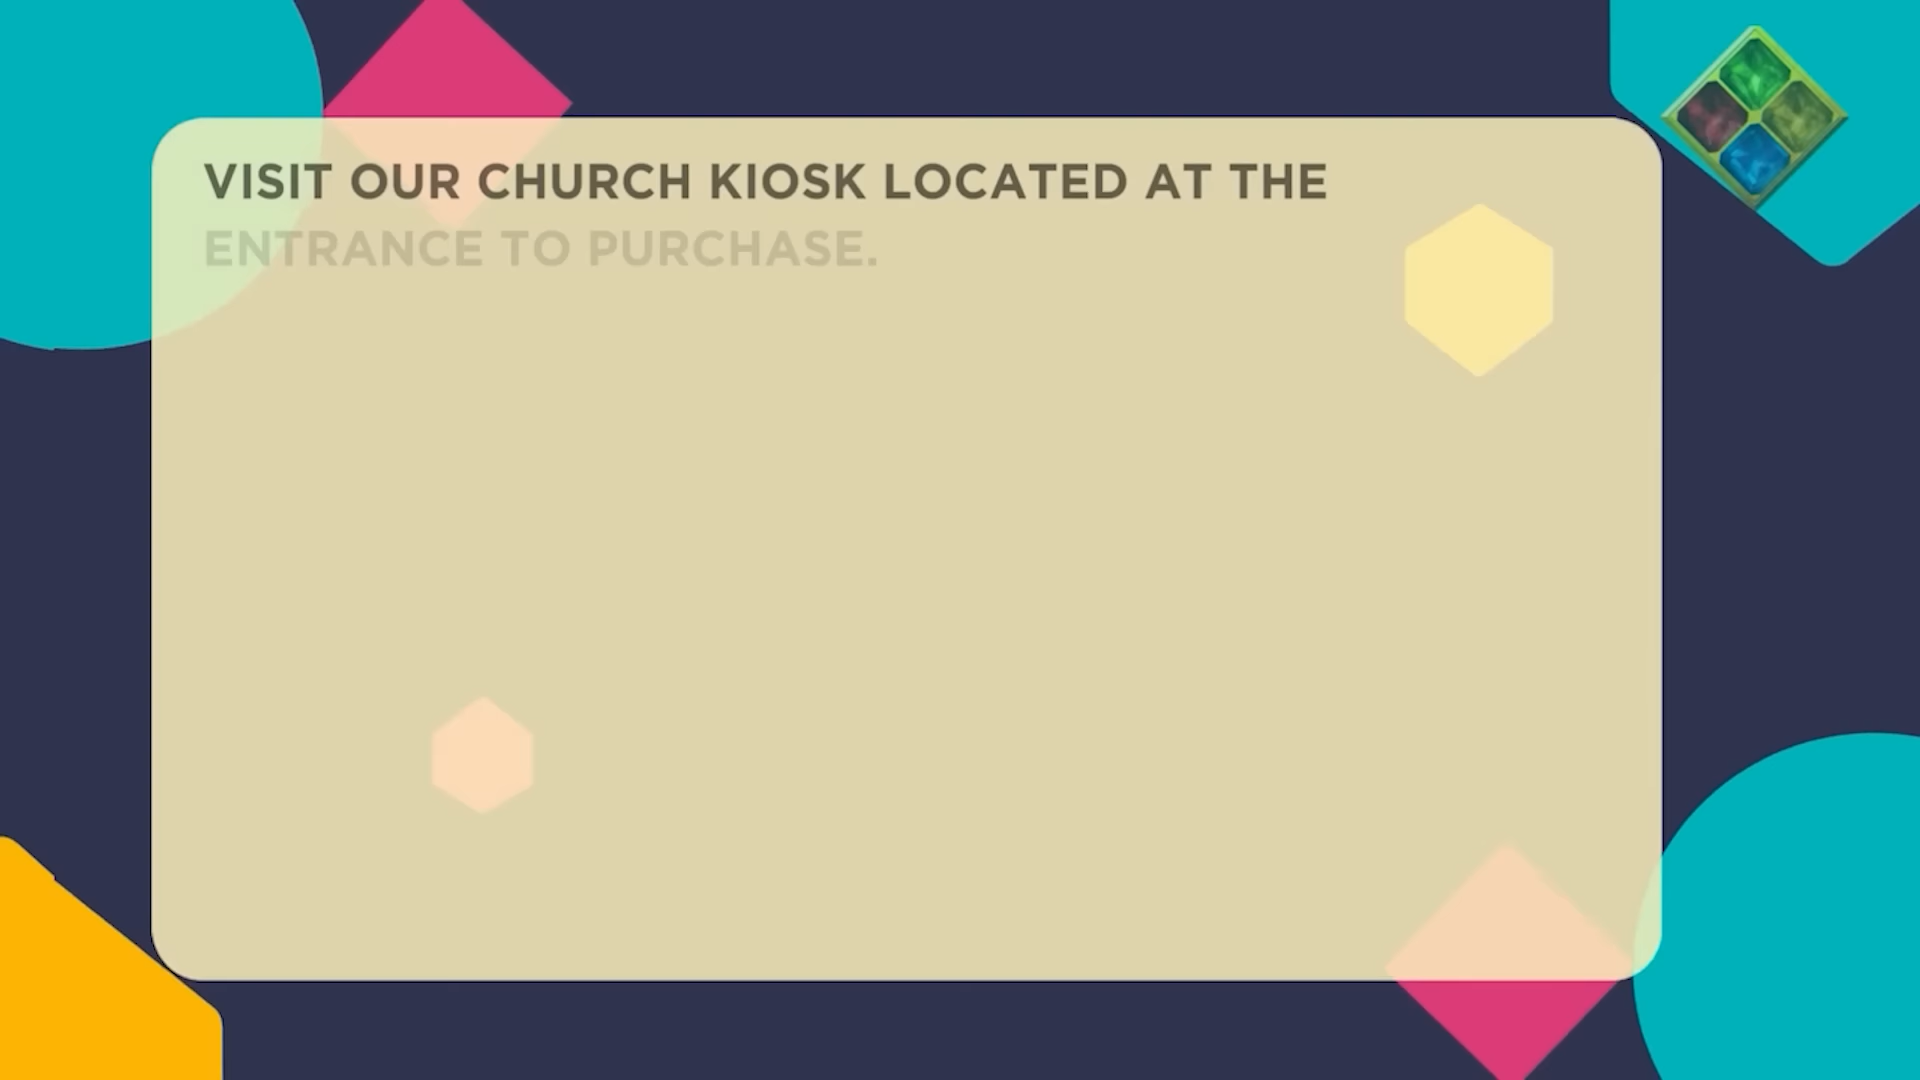 VISIT OUR CHURCH KIOSK LOCATED AT THE
ENTRANCE TO PURCHASE.